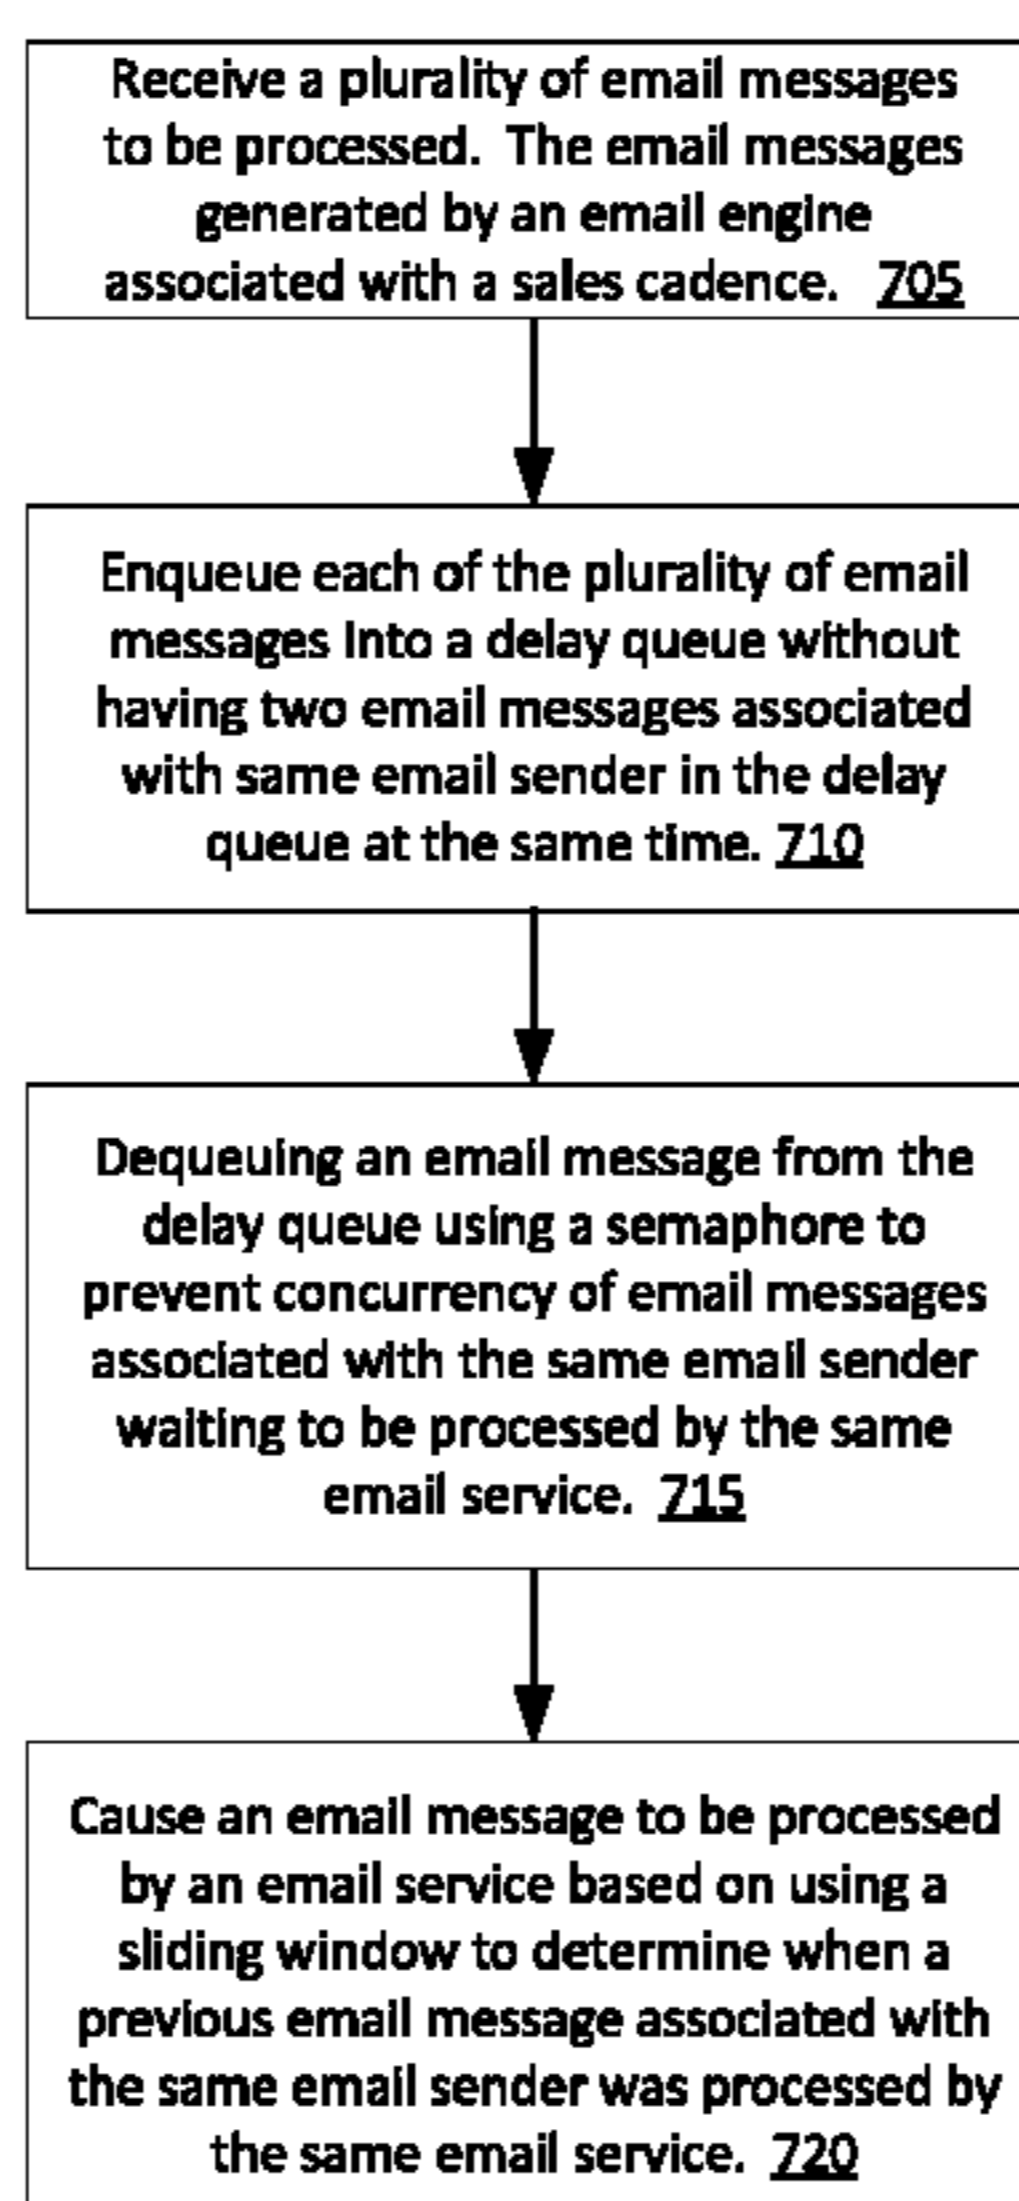 Receive a plurality of email messages
to be processed. The email messages
generated by an email engine
associated with a sales cadence. 705
Enqueue each of the plurality of email
messages into a delay queue without
having two email messages associated
with same email sender in the delay
queue at the same time. 710
Dequeuing an email message from the
delay queue using a semaphore to
prevent concurrency of email messages
associated with the same email sender
waiting to be processed by the same
email service. 715
Cause an email message to be processed
by an email service based on using a
sliding window to determine when a
previous email message associated with
the same email sender was processed by
the same email service. 720